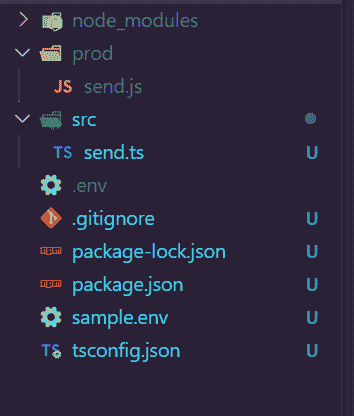 node_modules
prod
JS send.js
src
TS send.ts U
.env
.gitignore U
npm package-lock.json U
npm package.json U
sample.env U
TS tsconfig.json U